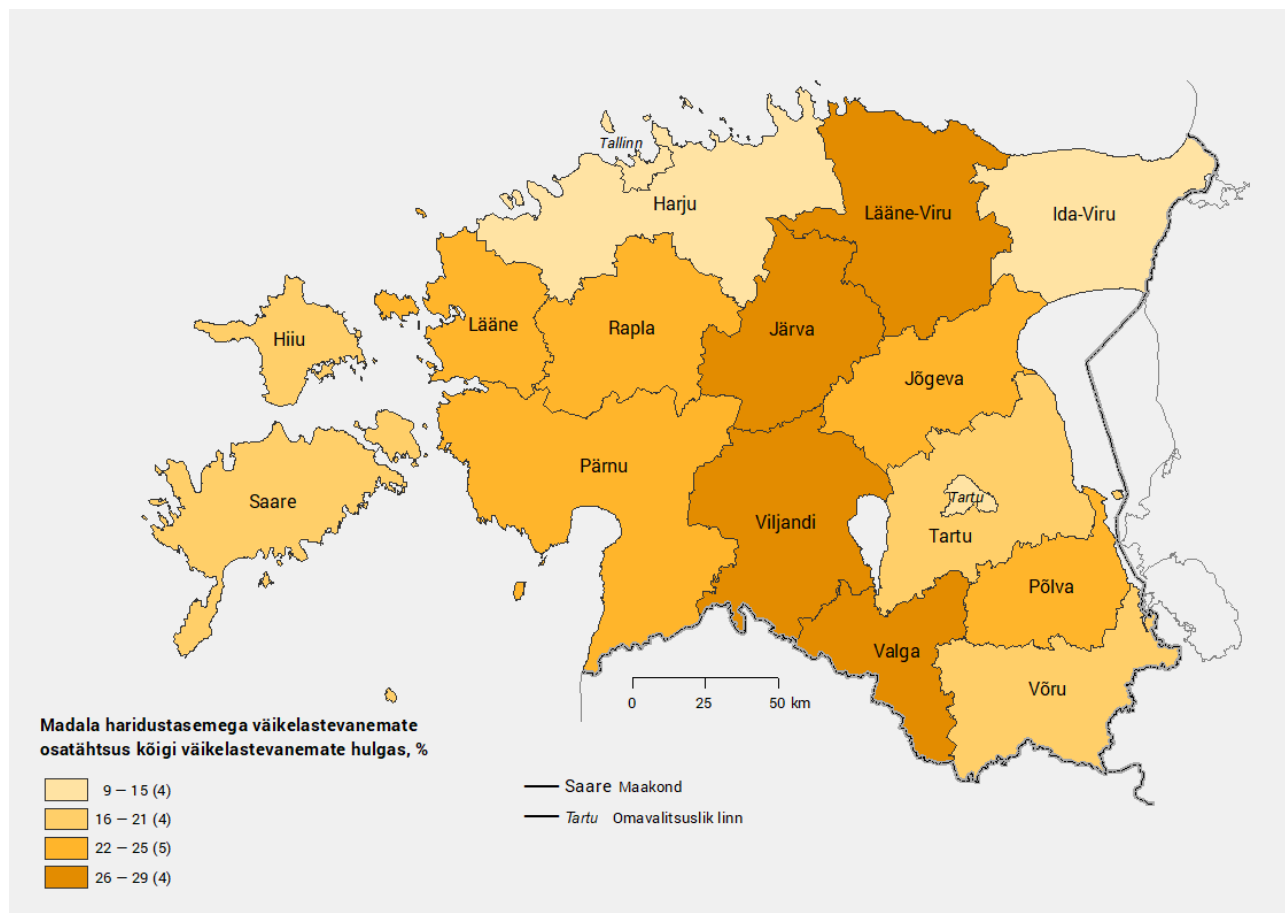 Tallinn
Harju
Lääne-Viru
Ida-Viru
Hiiu
Lääne
Rapla
Järva
Jõgeva
Pärnu
Saare
Viljandi
Tartu
Tartu
Põlva
Valga
Võru
0 25 50 km
Madala haridustasemega väikelastevanemate
osatähtsus kõigi väikelastevanemate hulgas, %
9 – 15 (4)
16 – 21 (4)
22 – 25 (5)
26 – 29 (4)
Saare Maakond
Tartu Omavalitsuslik linn